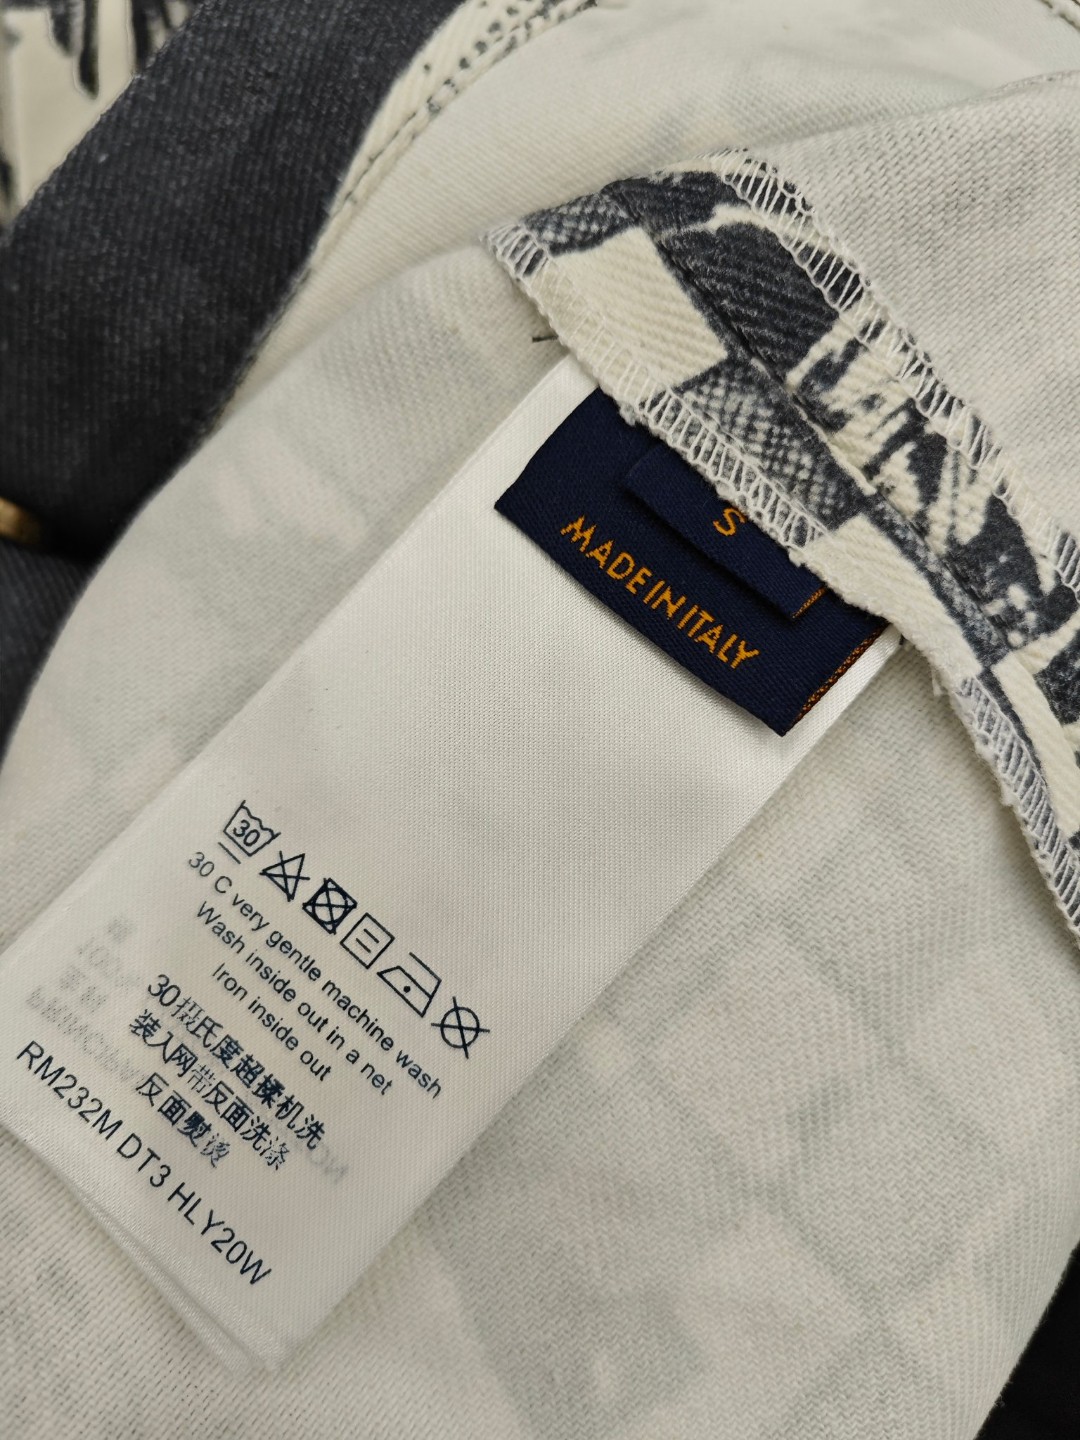 S
MADE IN ITALY
30
30 C very gentle machine wash
Wash inside out in a net
Iron inside out
30摄氏度超揉机洗
装入网带反面洗涤
反面熨烫
RM232M DT3 HLY20W